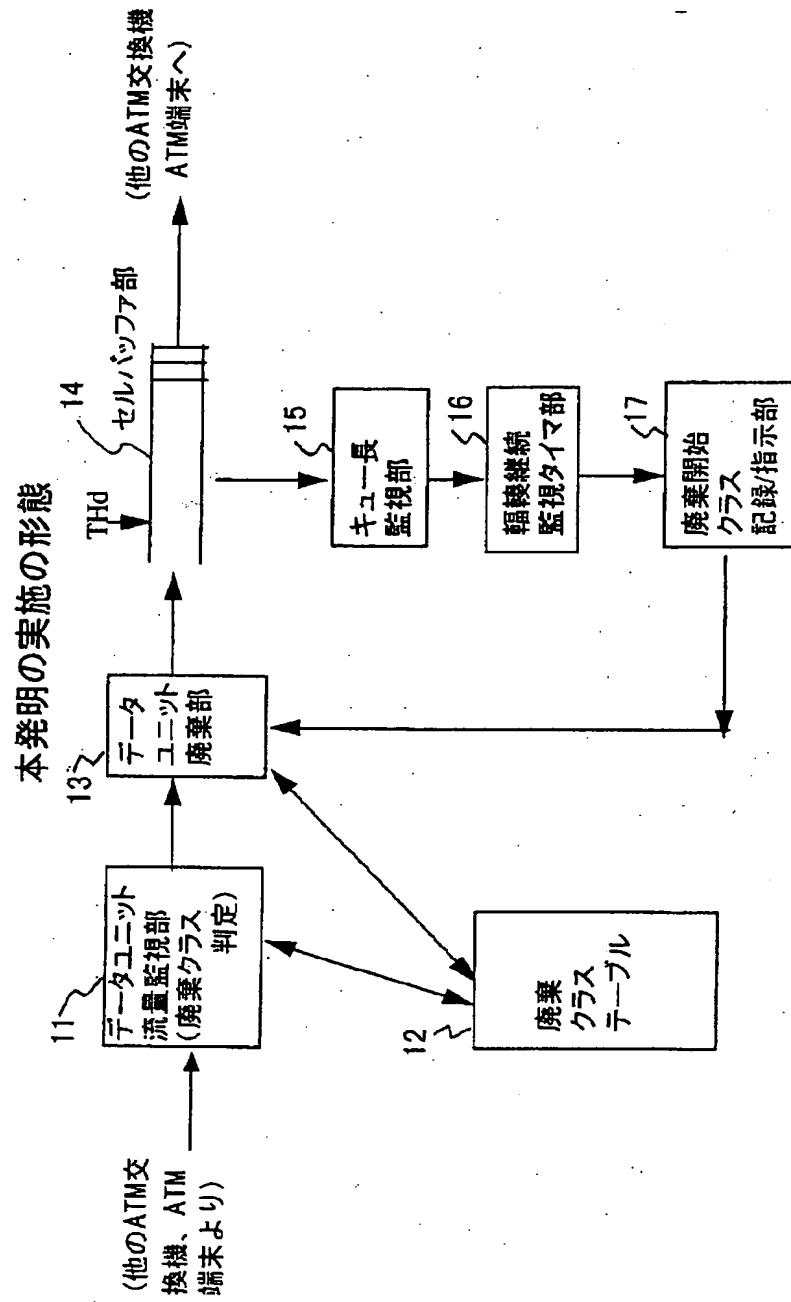 本発明の実施の形態
(他のATM交
換機、ATM
端末より)
11
データユニット
流量監視部
(廃棄クラス
判定)
12
廃棄
クラス
テーブル
13
データ
ユニット
廃棄部
THd
14
セルバッファ部
(他のATM交換機
ATM端末へ)
15
キュー長
監視部
16
輻輳継続
監視タイマ部
17
廃棄開始
クラス
記録/指示部